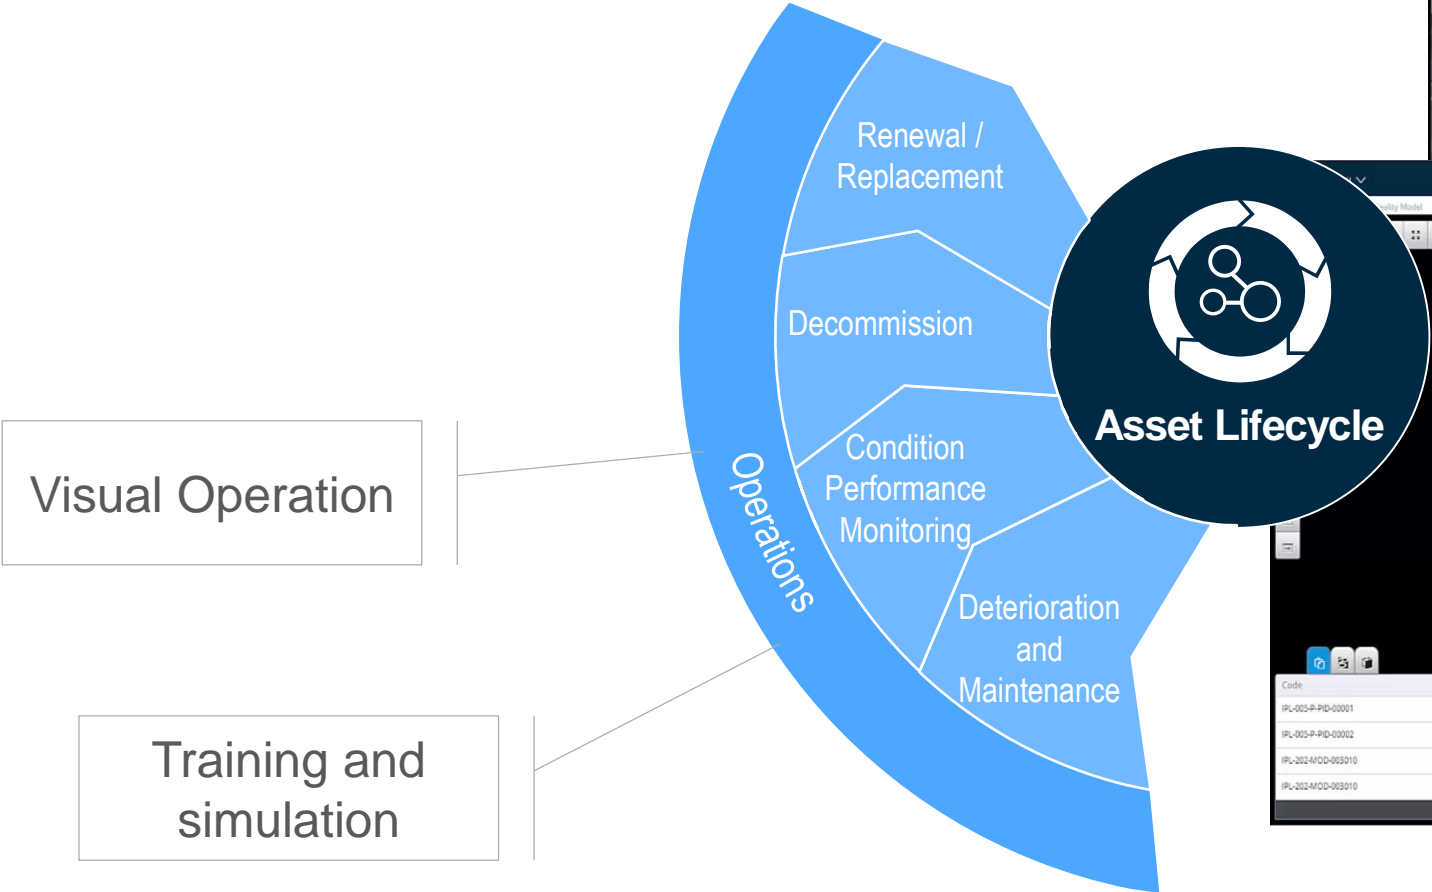 Renewal /
Replacement
Decommission
Condition
Performance
Monitoring
Deterioration
and
Maintenance
Operations
Asset Lifecycle
Visual Operation
Training and
simulation
Model
Code
IPL-005-P-PID-00001
IPL-005-P-PID-00002
IPL-202-MOD-003010
IPL-202-MOD-003010